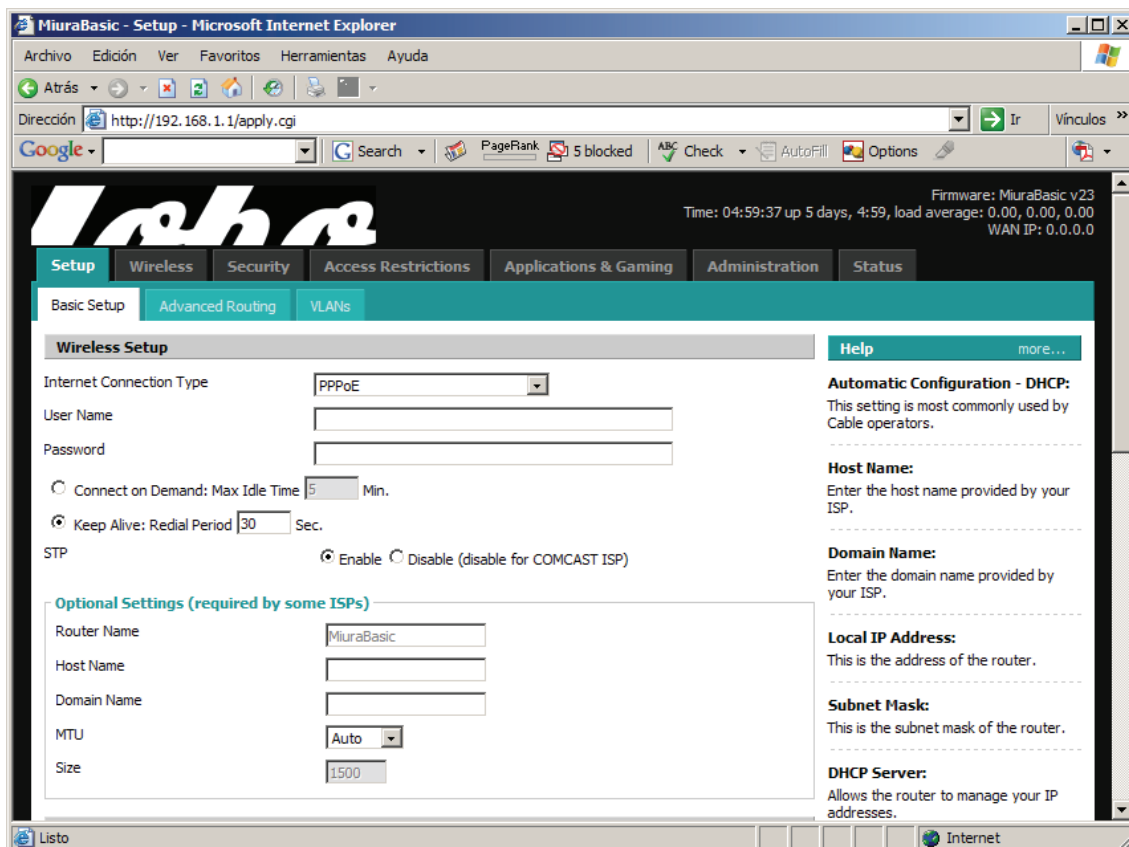 MiuraBasic - Setup - Microsoft Internet Explorer
Archivo Edición Ver Favoritos Herramientas Ayuda
Atrás
Dirección http://192.168.1.1/apply.cgi Ir Vínculos »
Google G Search PageRank 5 blocked ABC Check AutoFill Options
Lobo
Firmware: MiuraBasic v23
Time: 04:59:37 up 5 days, 4:59, load average: 0.00, 0.00, 0.00
WAN IP: 0.0.0.0
Setup Wireless Security Access Restrictions Applications & Gaming Administration Status
Basic Setup Advanced Routing VLANs
Wireless Setup
Internet Connection Type PPPoE
User Name
Password
Connect on Demand: Max Idle Time 5 Min.
Keep Alive: Redial Period 30 Sec.
STP Enable Disable (disable for COMCAST ISP)
Optional Settings (required by some ISPs)
Router Name MiuraBasic
Host Name
Domain Name
MTU Auto
Size 1500
Help more...
Automatic Configuration - DHCP:
This setting is most commonly used by
Cable operators.
Host Name:
Enter the host name provided by your
ISP.
Domain Name:
Enter the domain name provided by
your ISP.
Local IP Address:
This is the address of the router.
Subnet Mask:
This is the subnet mask of the router.
DHCP Server:
Allows the router to manage your IP
addresses.
Listo Internet